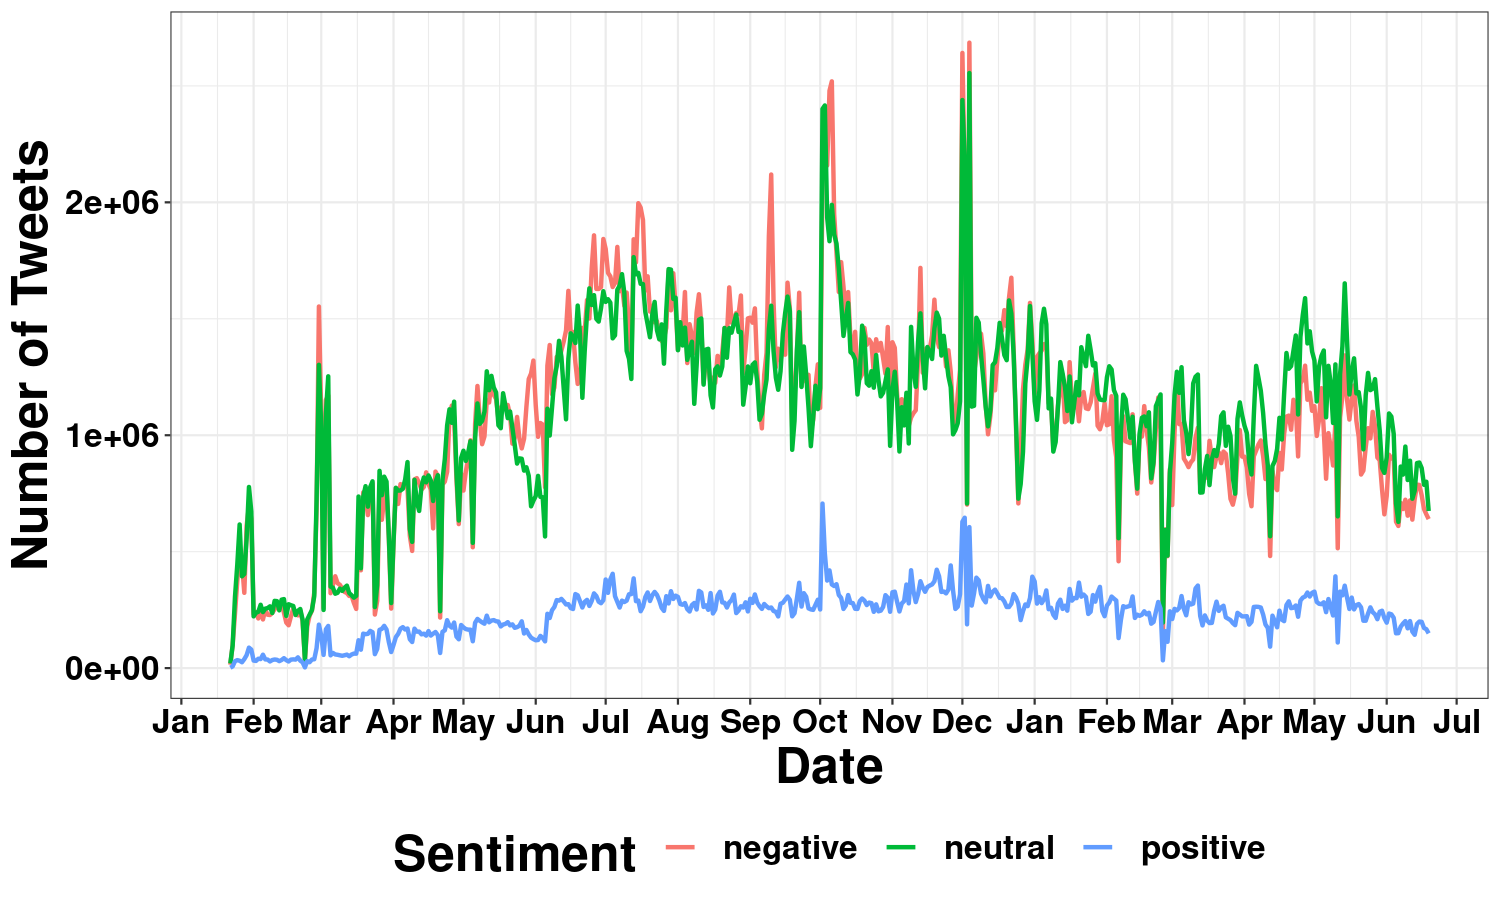 Number of Tweets
2e+06
1e+06
0e+00
Jan Feb Mar Apr May Jun Jul Aug Sep Oct Nov Dec Jan Feb Mar Apr May Jun Jul
Date
Sentiment negative neutral positive